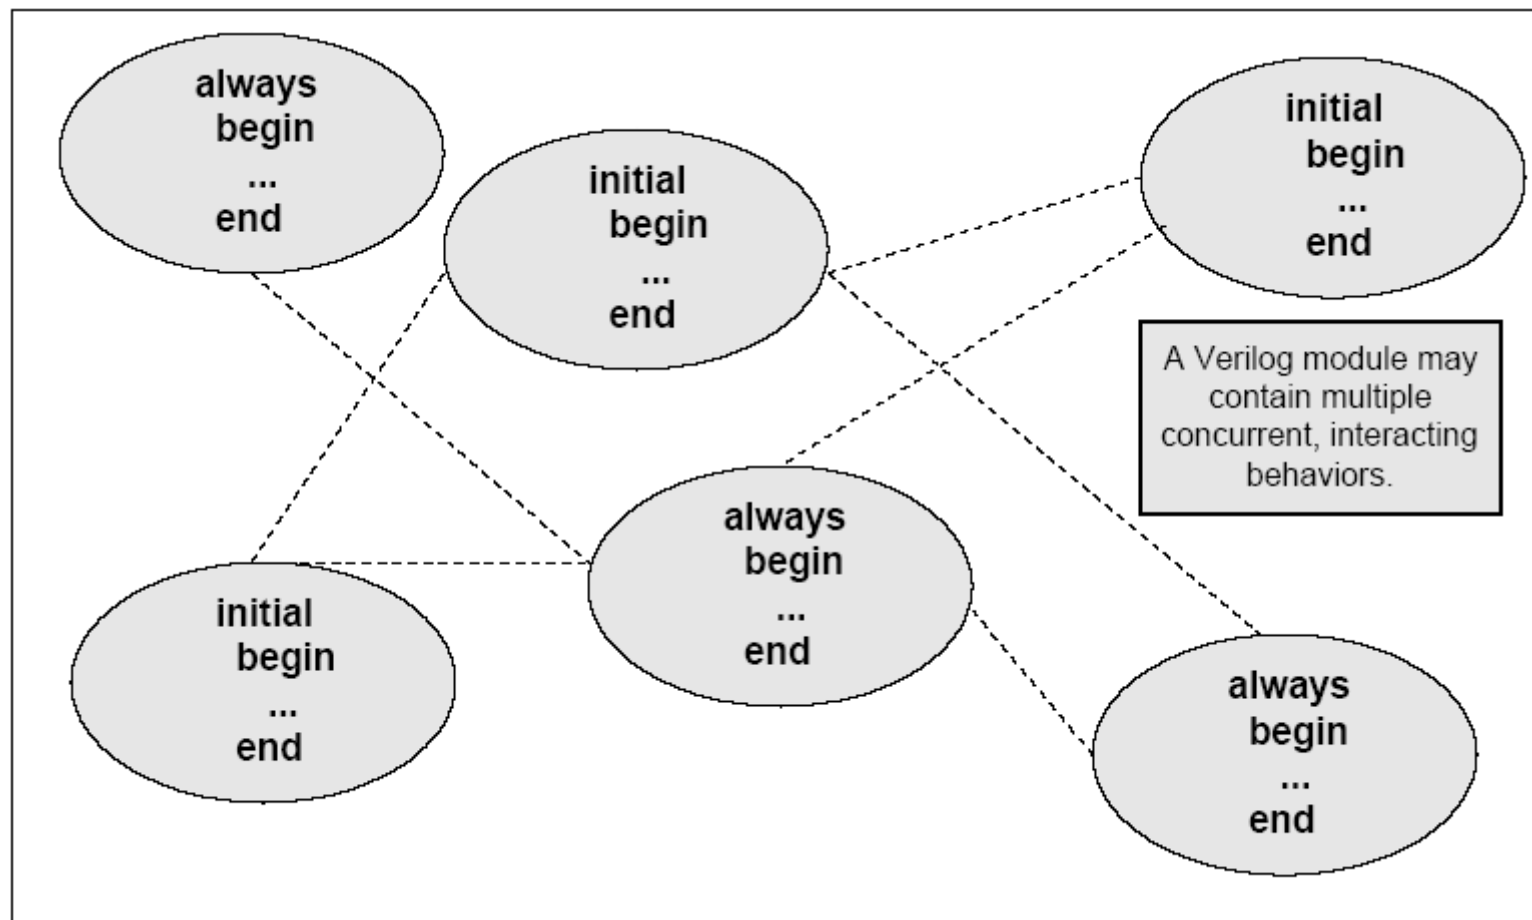 always
begin
...
end
initial
begin
...
end
initial
begin
...
end
A Verilog module may
contain multiple
concurrent, interacting
behaviors.
initial
begin
...
end
always
begin
...
end
always
begin
...
end